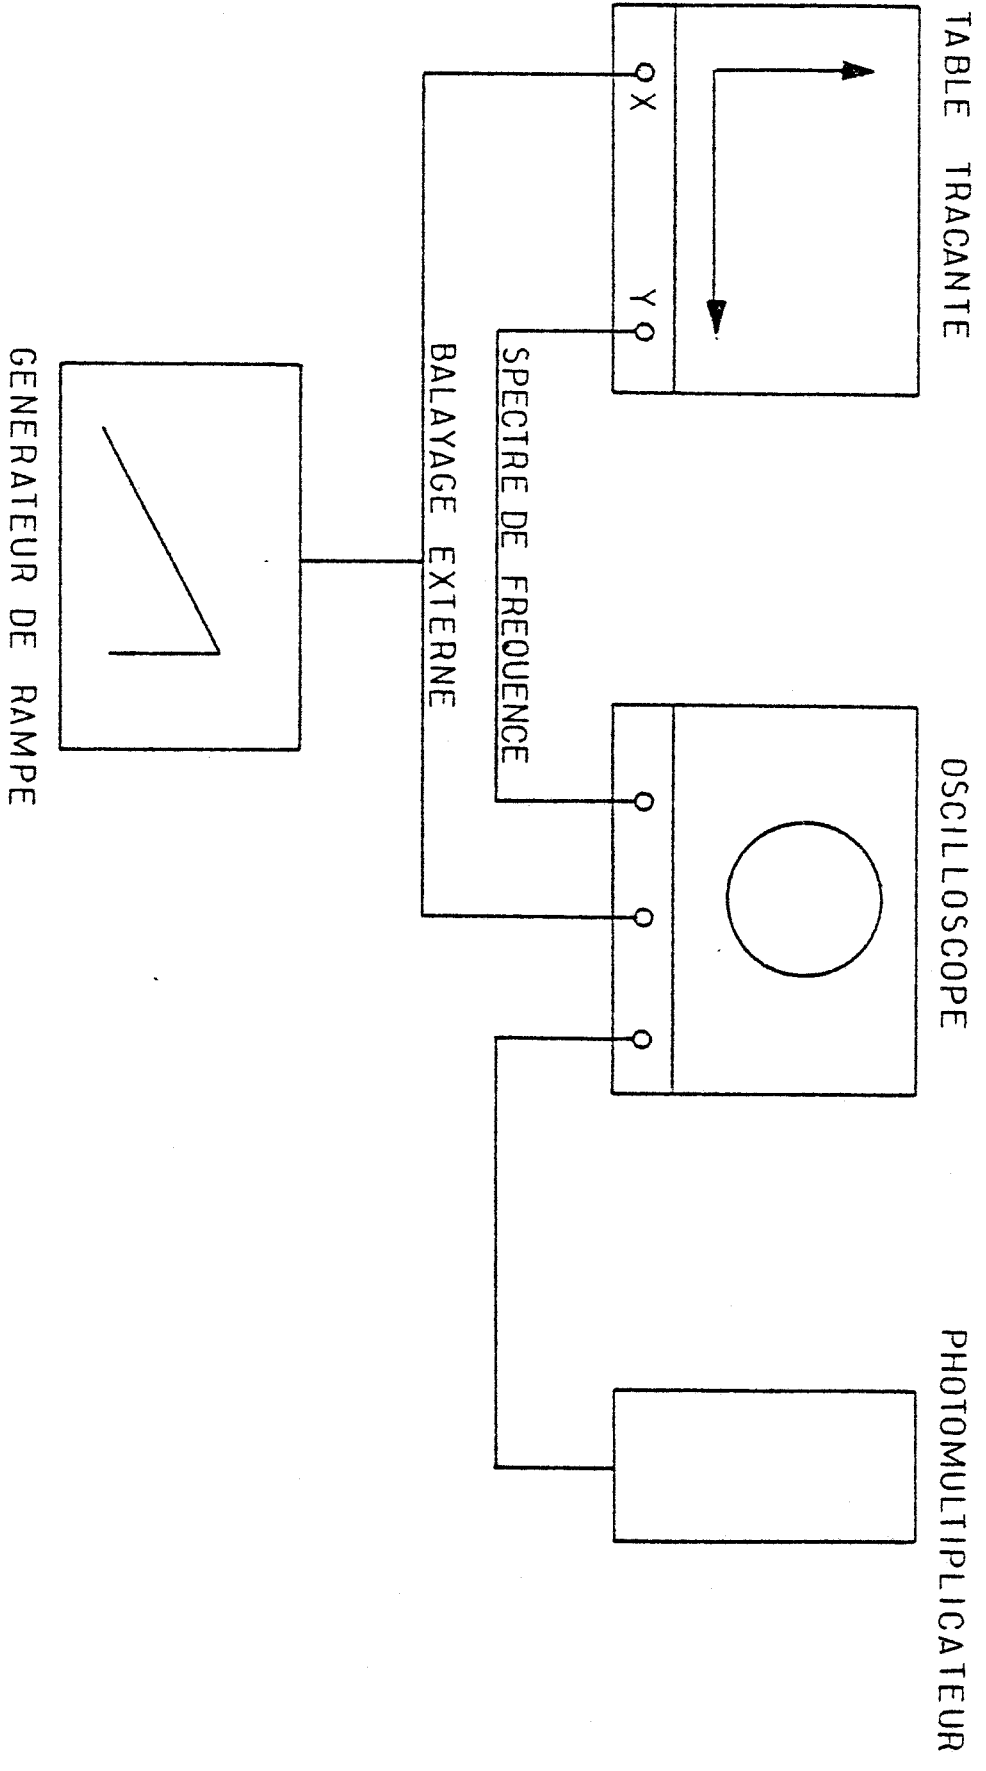 TABLE TRACANTE
OSCILLOSCOPE
PHOTOMULTIPLICATEUR
X
Y
SPECTRE DE FREQUENCE
BALAYAGE EXTERNE
GENERATEUR DE RAMPE